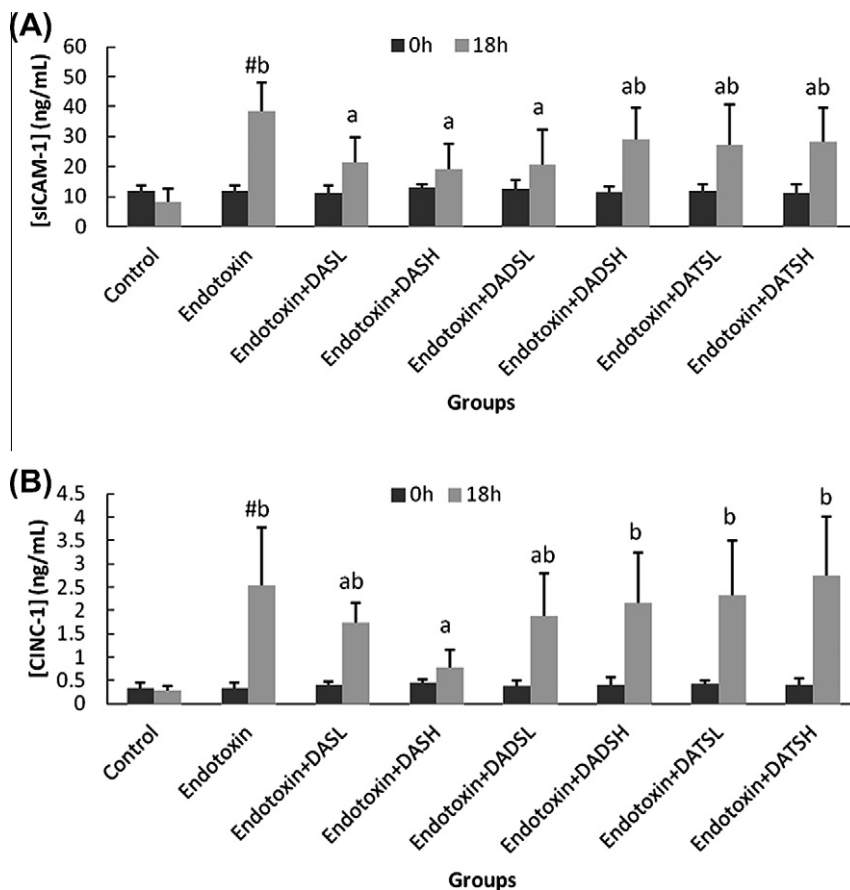 (A)
0h 18h
[sICAM-1] (ng/mL)
60
50
40
30
20
10
0
#b
a
a
a
ab
ab
ab
Control
Endotoxin
Endotoxin+DASL
Endotoxin+DASH
Endotoxin+DADSL
Endotoxin+DADSH
Endotoxin+DATSL
Endotoxin+DATSH
Groups
(B)
0h 18h
[CINC-1] (ng/mL)
4.5
4
3.5
3
2.5
2
1.5
1
0.5
0
#b
ab
a
ab
b
b
b
Control
Endotoxin
Endotoxin+DASL
Endotoxin+DASH
Endotoxin+DADSL
Endotoxin+DADSH
Endotoxin+DATSL
Endotoxin+DATSH
Groups